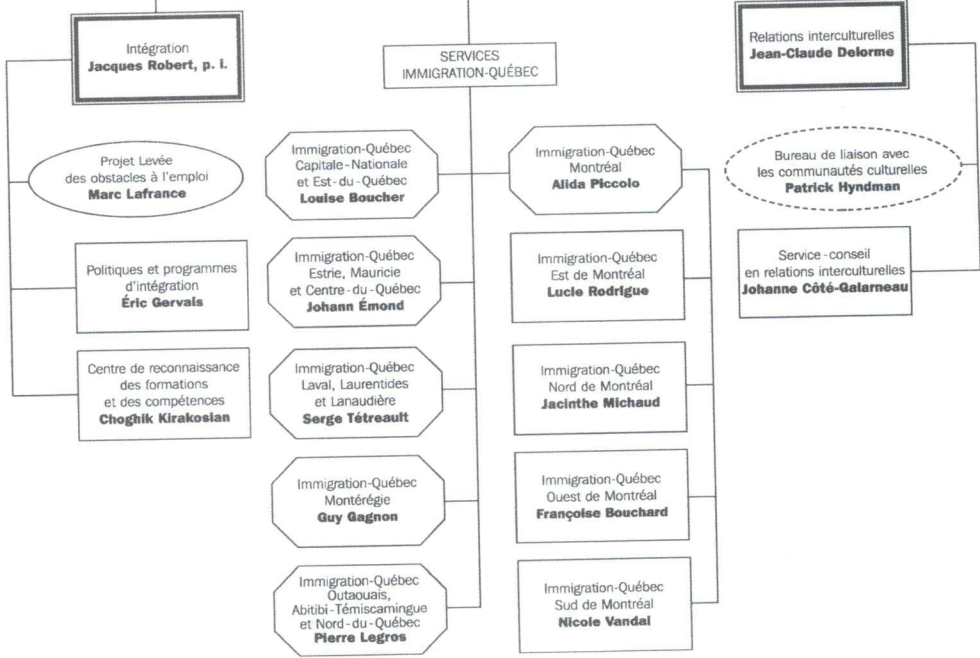 Intégration
Jacques Robert, p. i.
Projet Levée
des obstacles à l'emploi
Marc Lafrance
Politiques et programmes
d'intégration
Éric Gervais
Centre de reconnaissance
des formations
et des compétences
Choghik Kirakosian
SERVICES
IMMIGRATION-QUÉBEC
Immigration-Québec
Capitale-Nationale
et Est-du-Québec
Louise Boucher
Immigration-Québec
Estrie, Mauricie
et Centre-du-Québec
Johann Émond
Immigration-Québec
Laval, Laurentides
et Lanaudière
Serge Tétreault
Immigration-Québec
Montérégie
Guy Gagnon
Immigration-Québec
Outaouais,
Abitibi-Témiscamingue
et Nord-du-Québec
Pierre Legros
Immigration-Québec
Montréal
Alida Piccolo
Immigration-Québec
Est de Montréal
Lucie Rodrigue
Immigration-Québec
Nord de Montréal
Jacinthe Michaud
Immigration-Québec
Ouest de Montréal
Françoise Bouchard
Immigration-Québec
Sud de Montréal
Nicole Vandal
Relations interculturelles
Jean-Claude Delorme
Bureau de liaison avec
les communautés culturelles
Patrick Hyndman
Service-conseil
en relations interculturelles
Johanne Côté-Galarneau